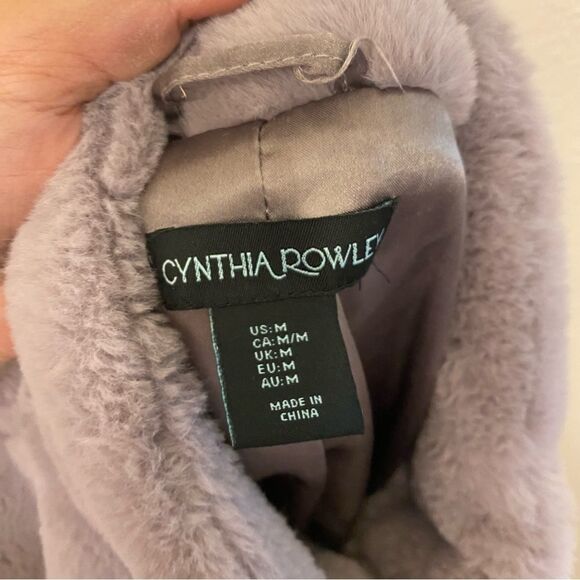 CYNTHIA ROWLEY
US: M
CA: M/M
UK: M
EU: M
AU: M
MADE IN
CHINA